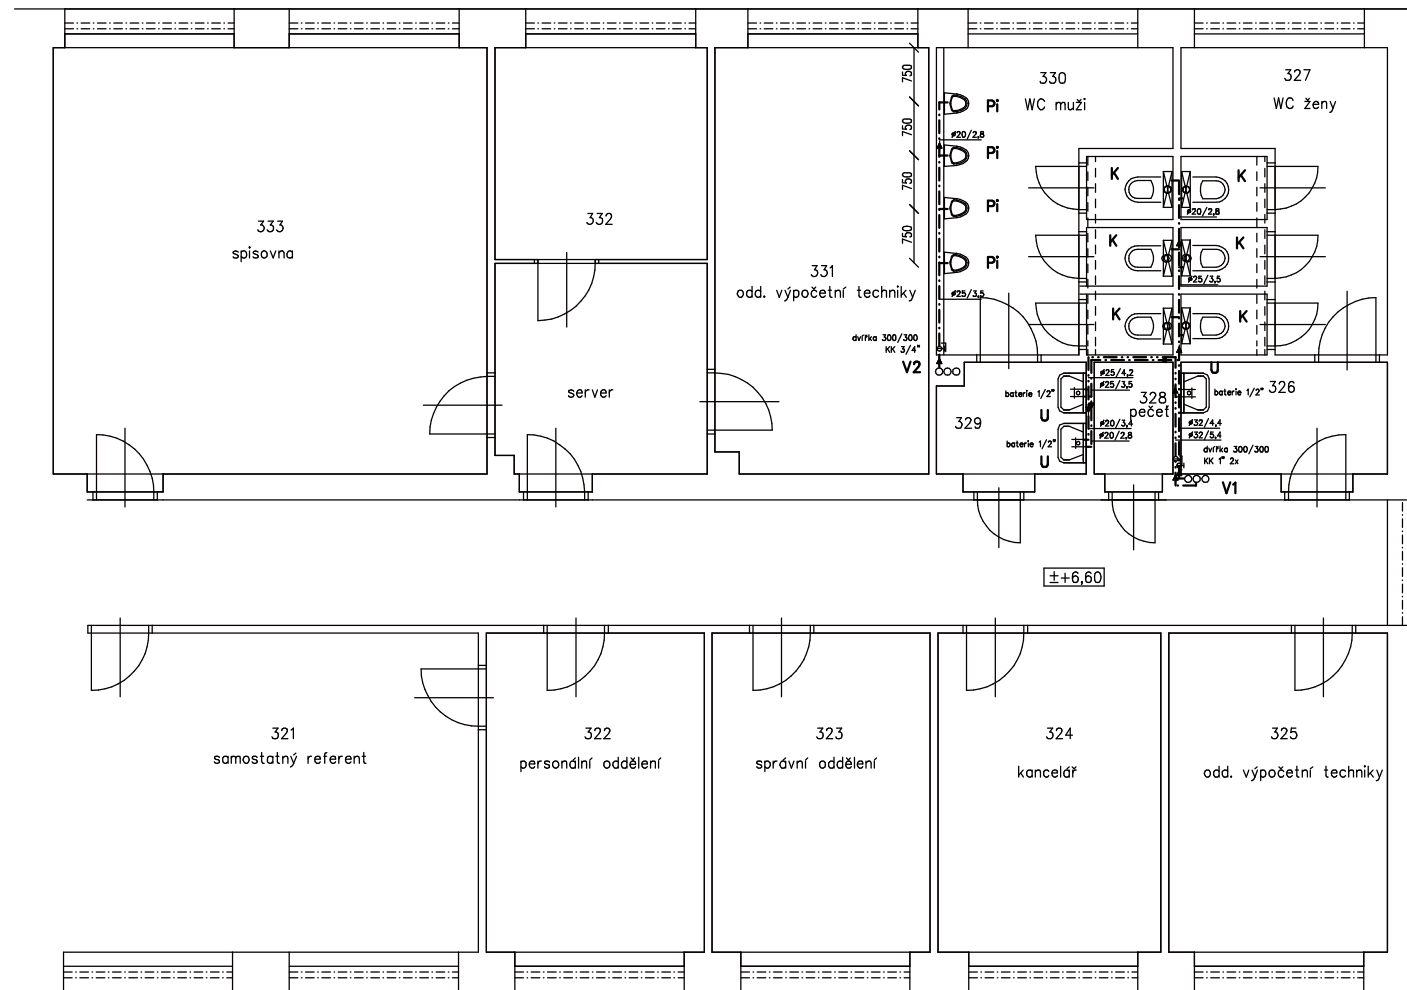 750
750
750
750
330
WC muži
327
WC ženy
Pi
Pi
Pi
Pi
ø20/2,8
ø25/3,5
K
K
ø20/2,8
K
K
ø25/3,5
K
K
333
spisovna
332
331
odd. výpočetní techniky
dvířka 300/300
KK 3/4"
V2
server
329
baterie 1/2"
U
baterie 1/2"
U
ø25/4,2
ø25/3,5
ø20/3,4
ø20/2,8
328
pečeť
U
baterie 1/2"
326
ø32/4,4
ø32/5,4
dvířka 300/300
KK 1" 2x
V1
±+6,60
321
samostatný referent
322
personální oddělení
323
správní oddělení
324
kancelář
325
odd. výpočetní techniky